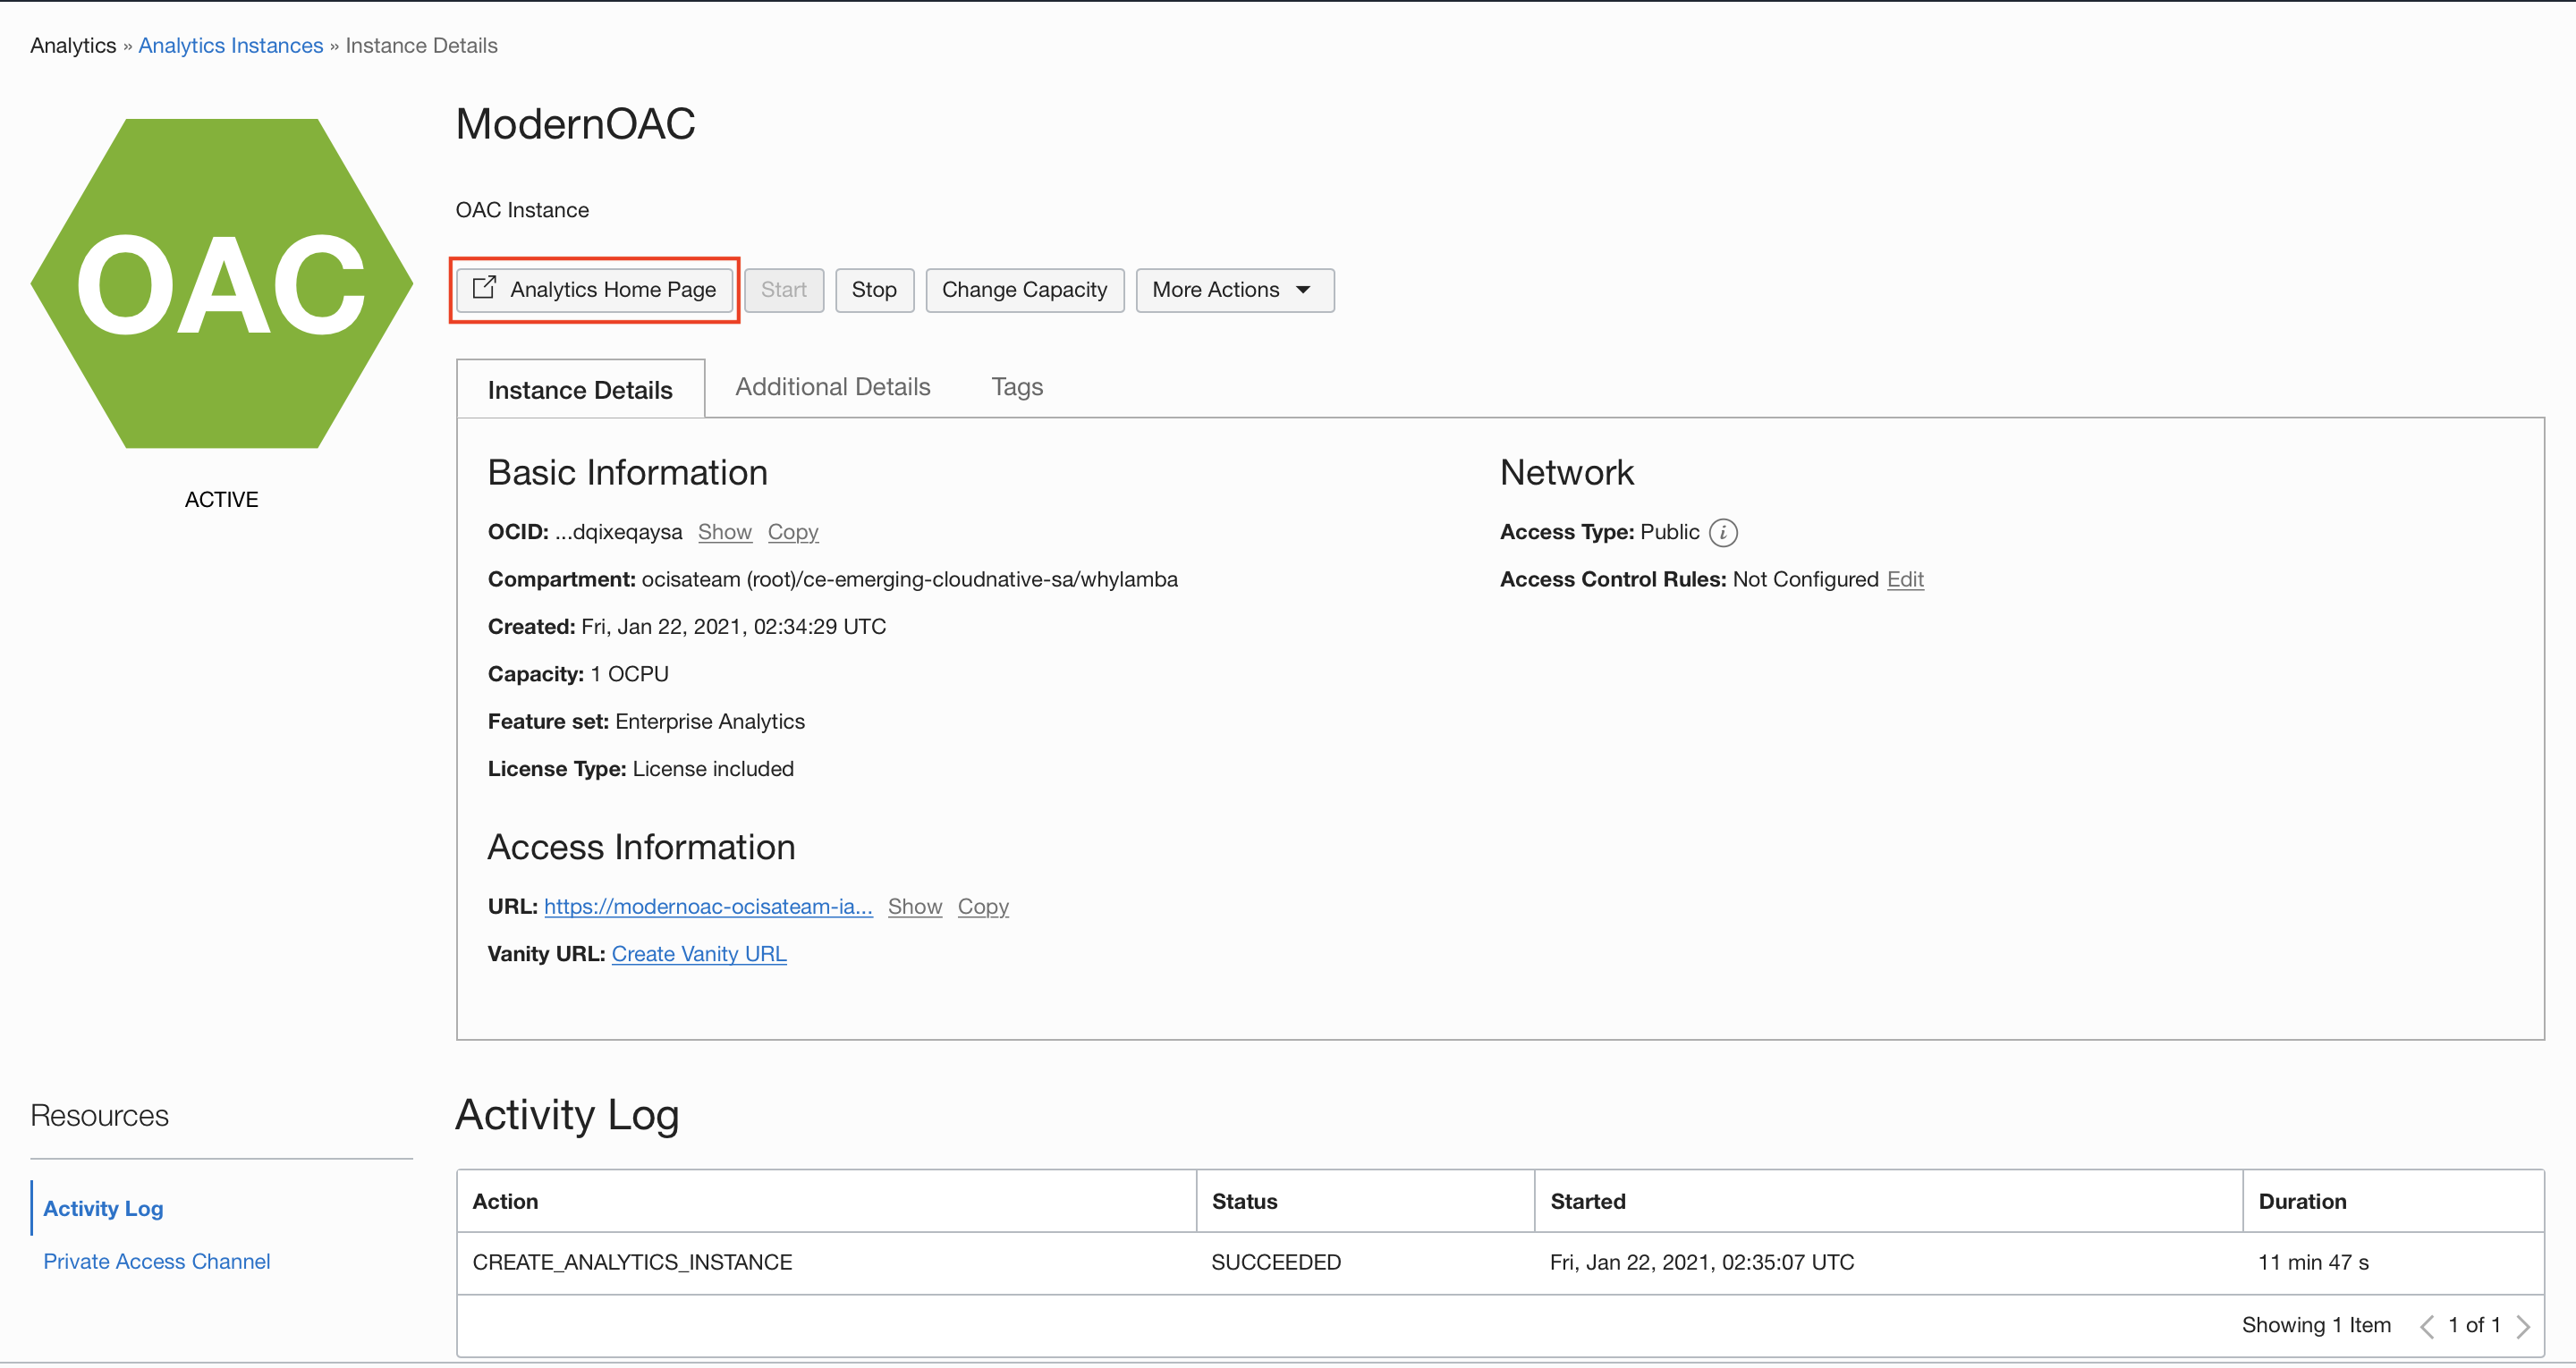 Analytics » Analytics Instances » Instance Details
OAC
ACTIVE
ModernOAC
OAC Instance
Analytics Home Page Start Stop Change Capacity More Actions
Instance Details Additional Details Tags
Basic Information
OCID: ...dqixeqaysa Show Copy
Compartment: ocisateam (root)/ce-emerging-cloudnative-sa/whylamba
Created: Fri, Jan 22, 2021, 02:34:29 UTC
Capacity: 1 OCPU
Feature set: Enterprise Analytics
License Type: License included
Access Information
URL: https://modernoac-ocisateam-ia... Show Copy
Vanity URL: Create Vanity URL
Network
Access Type: Public i
Access Control Rules: Not Configured Edit
Resources
Activity Log
Private Access Channel
Activity Log
Action Status Started Duration
CREATE_ANALYTICS_INSTANCE SUCCEEDED Fri, Jan 22, 2021, 02:35:07 UTC 11 min 47 s
Showing 1 Item < 1 of 1 >